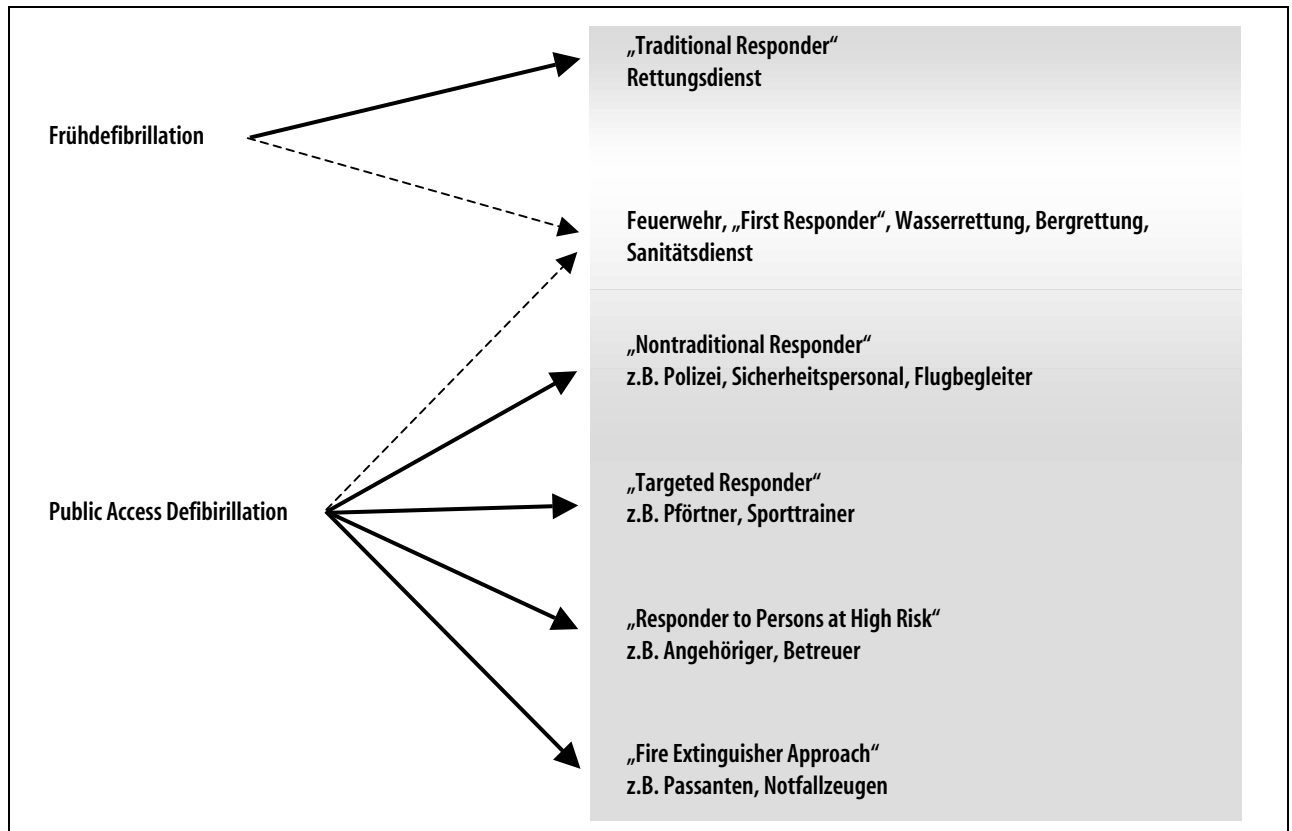 „Traditional Responder“
Rettungsdienst
Frühdefibrillation
Feuerwehr, „First Responder“, Wasserrettung, Bergrettung,
Sanitätsdienst
„Nontraditional Responder“
z.B. Polizei, Sicherheitspersonal, Flugbegleiter
Public Access Defibirillation
„Targeted Responder“
z.B. Pförtner, Sporttrainer
„Responder to Persons at High Risk“
z.B. Angehöriger, Betreuer
„Fire Extinguisher Approach“
z.B. Passanten, Notfallzeugen